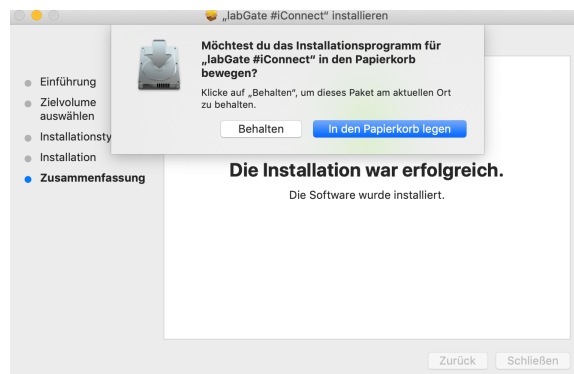 „labGate #iConnect“ installieren
Möchtest du das Installationsprogramm für
„labGate #iConnect“ in den Papierkorb
bewegen?
Klicke auf „Behalten“, um dieses Paket am aktuellen Ort
zu behalten.
Behalten
In den Papierkorb legen
Einführung
Zielvolume
auswählen
Installationsty
Installation
Zusammenfassung
Die Installation war erfolgreich.
Die Software wurde installiert.
Zurück
Schließen